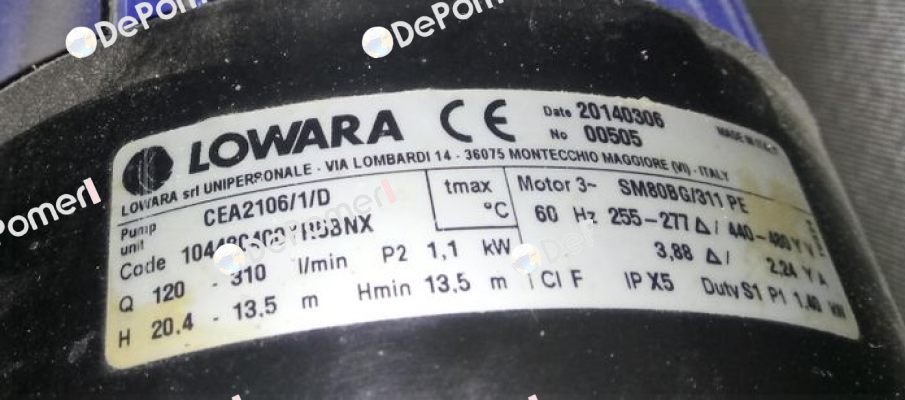 LOWARA CE Date 20140306
No 00505 MADE IN ITALY
LOWARA srl UNIPERSONALE - VIA LOMBARDI 14 - 36075 MONTECCHIO MAGGIORE (VI) - ITALY
Pump unit CEA2106/1/D tmax °C Motor 3~ SM80BG/311 PE
Code 60 Hz 255-277 Δ/ 440-480 Y V
Q 120 - 310 l/min P2 1,1 kW 3,88 Δ/ 2,24 Y A
H 20.4 - 13.5 m Hmin 13,5 m I Cl F IP X5 Duty S1 P1 1,40 kW
DePomer
DePomer
DePomer